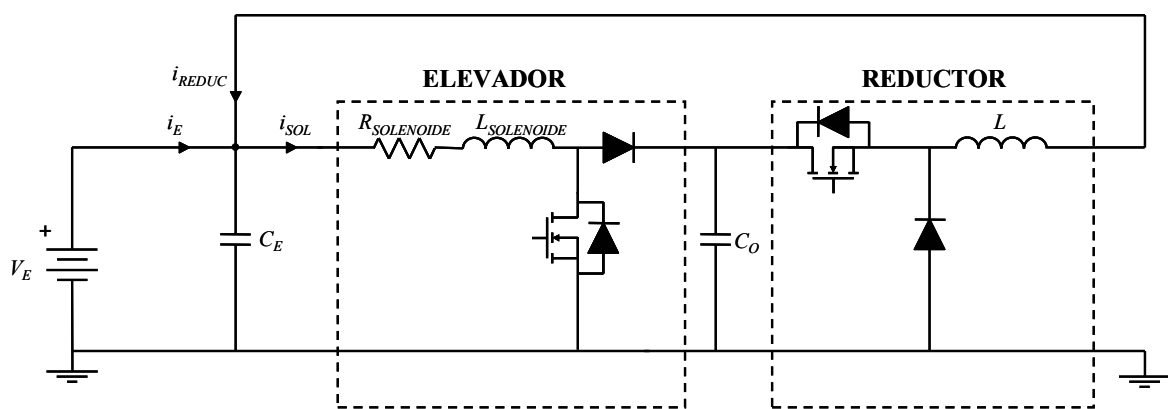 i_REDUC
ELEVADOR
REDUCTOR
i_E
i_SOL
R_SOLENOIDE
L_SOLENOIDE
L
+
V_E
C_E
C_O